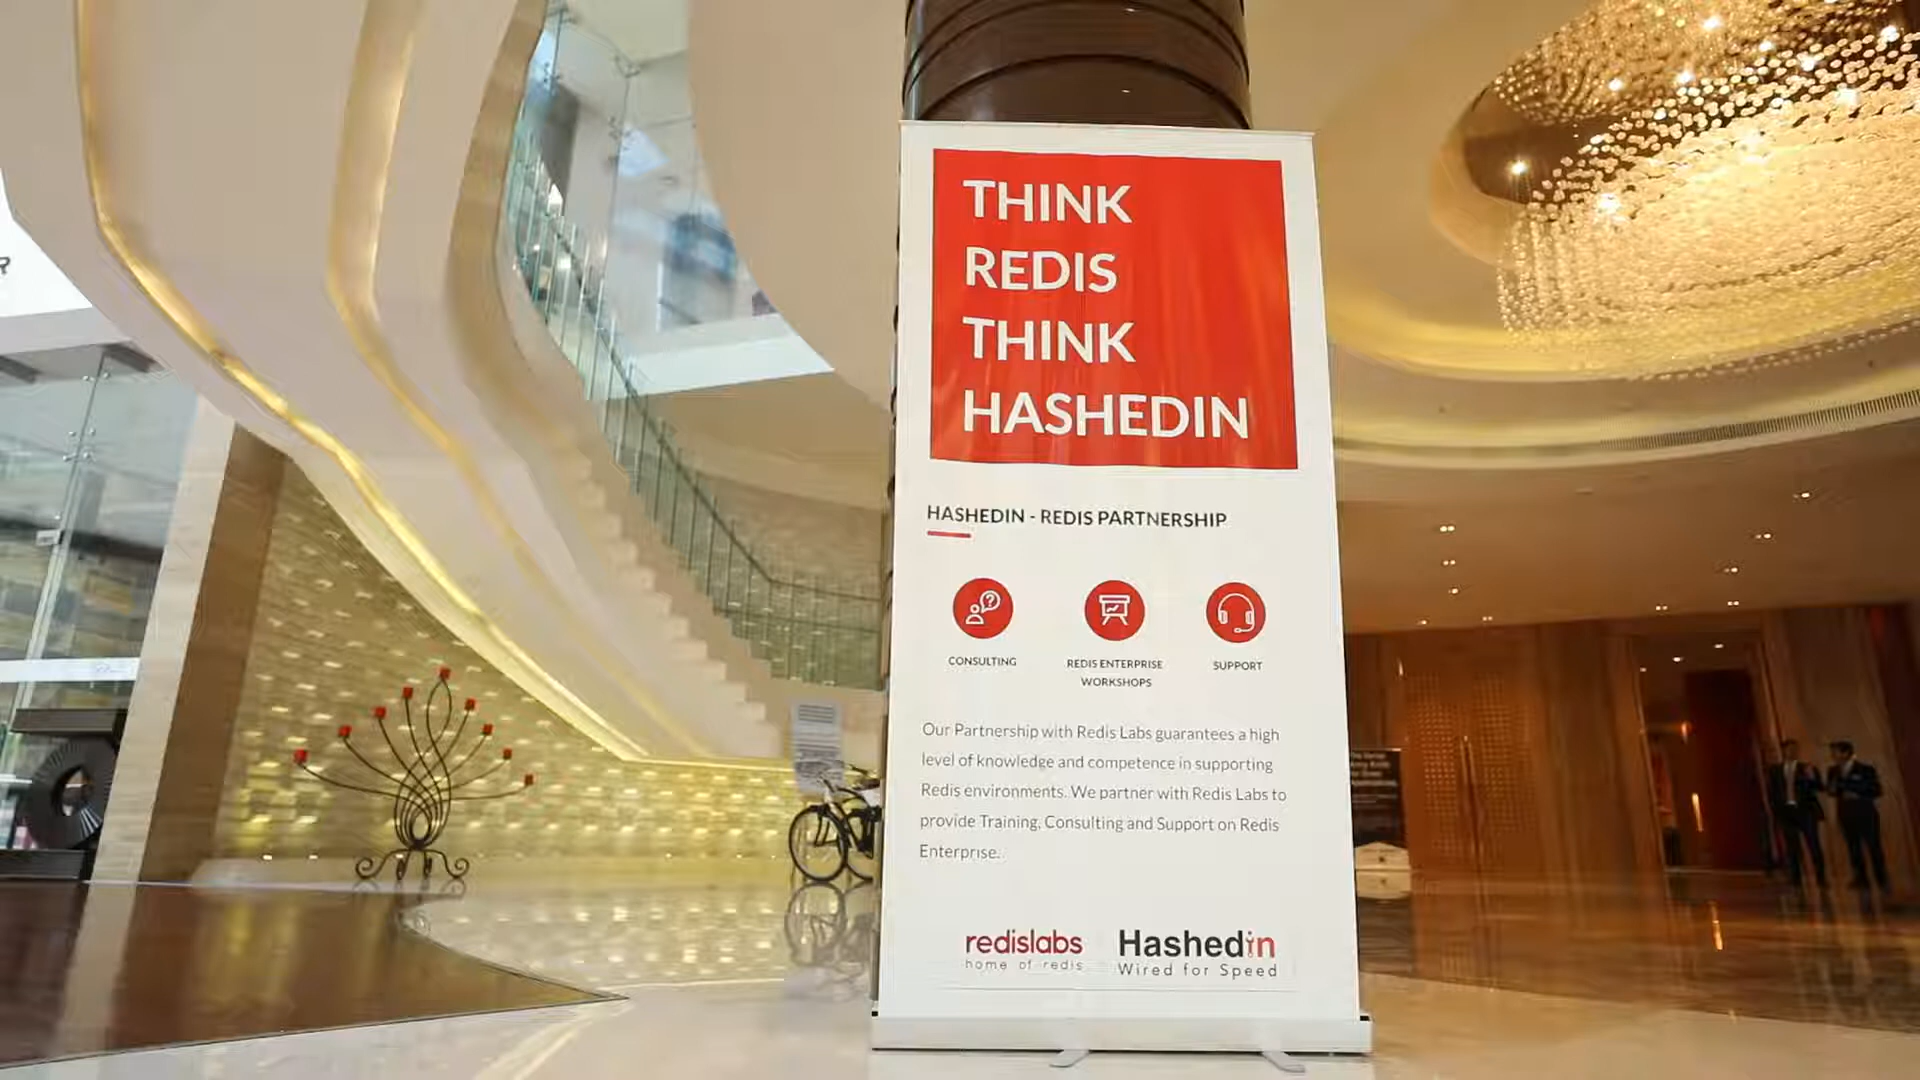 THINK
REDIS
THINK
HASHEDIN
HASHEDIN - REDIS PARTNERSHIP
CONSULTING
REDIS ENTERPRISE
WORKSHOPS
SUPPORT
Our Partnership with Redis Labs guarantees a high
level of knowledge and competence in supporting
Redis environments. We partner with Redis Labs to
provide Training, Consulting and Support on Redis
Enterprise.
redislabs
home of redis
Hashedin
Wired for Speed